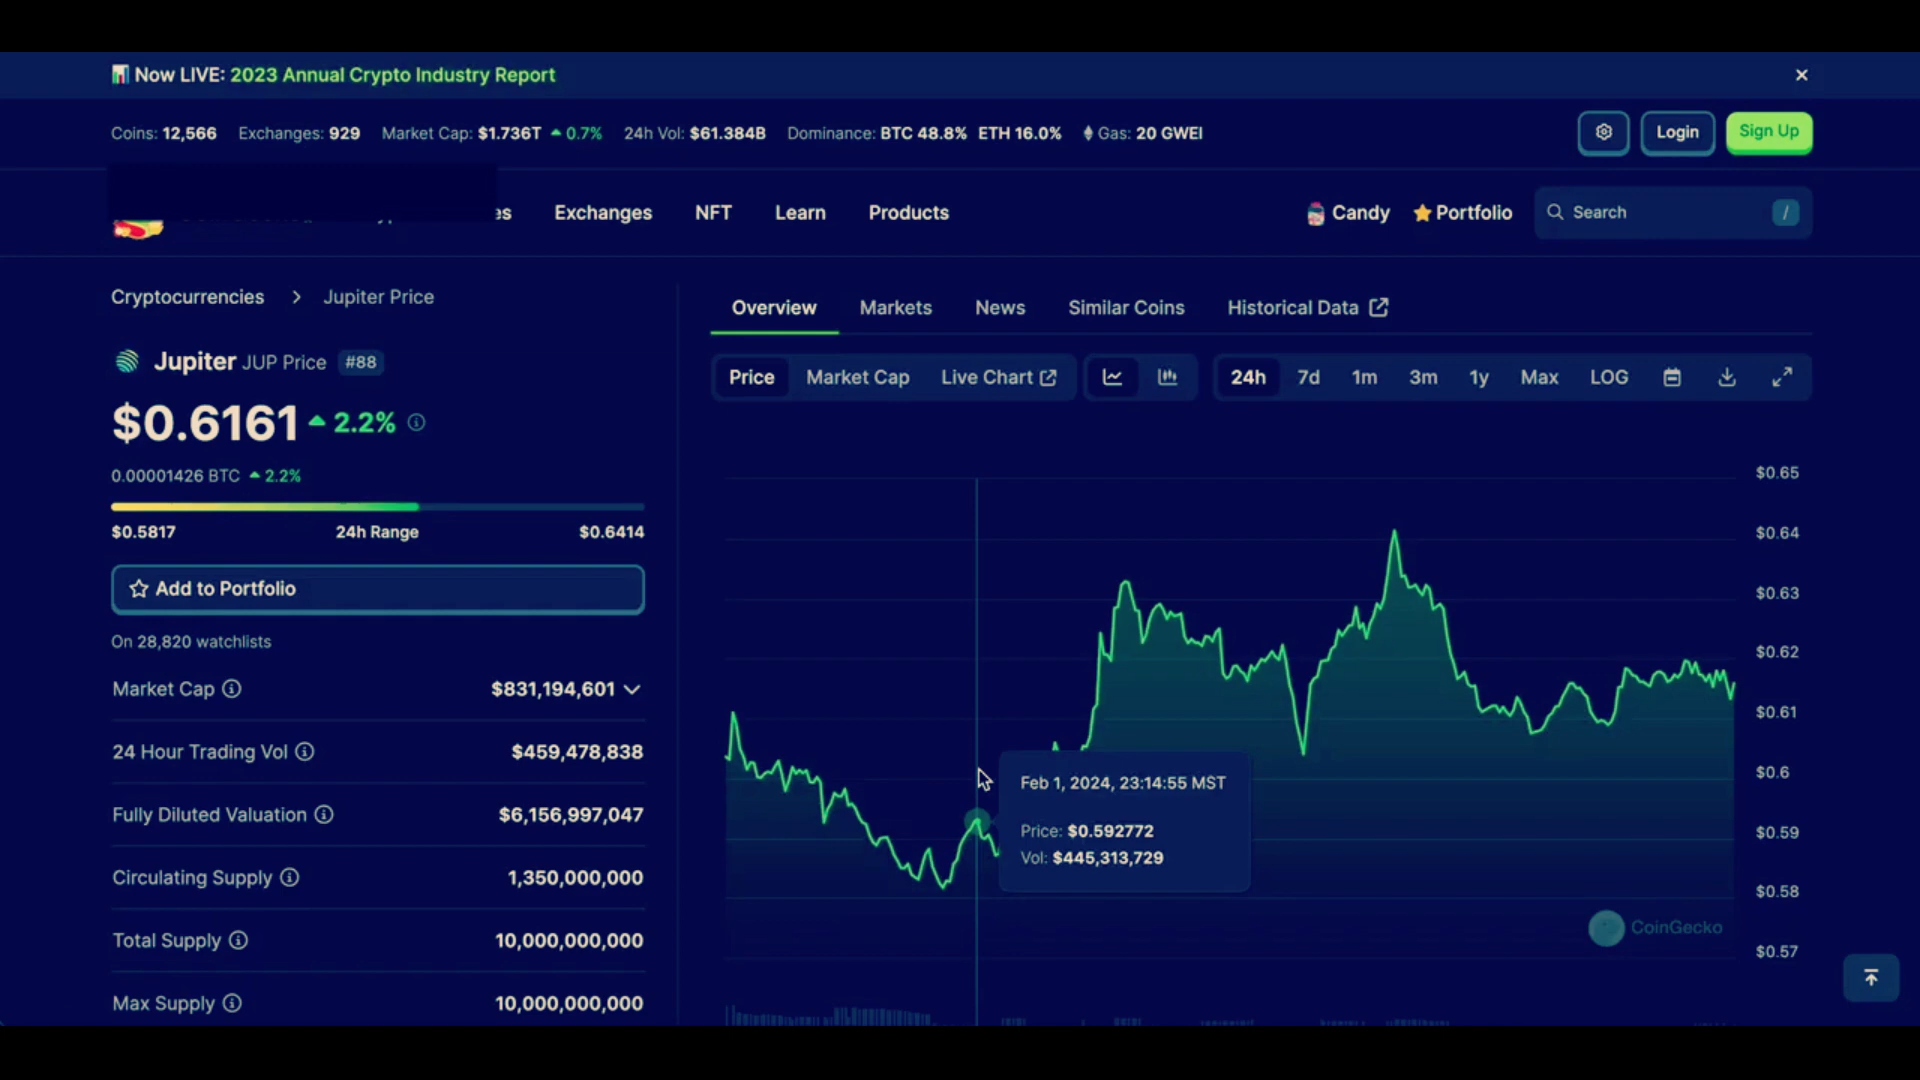 Now LIVE: 2023 Annual Crypto Industry Report
Coins: 12,566 Exchanges: 929 Market Cap: $1.736T 0.7% 24h Vol: $61.384B Dominance: BTC 48.8% ETH 16.0% Gas: 20 GWEI
Login
Sign Up
Exchanges NFT Learn Products
Candy Portfolio
Search /
Cryptocurrencies > Jupiter Price
Jupiter JUP Price #88
$0.6161 2.2%
0.00001426 BTC 2.2%
$0.5817 24h Range $0.6414
Add to Portfolio
On 28,820 watchlists
Market Cap $831,194,601
24 Hour Trading Vol $459,478,838
Fully Diluted Valuation $6,156,997,047
Circulating Supply 1,350,000,000
Total Supply 10,000,000,000
Max Supply 10,000,000,000
Overview Markets News Similar Coins Historical Data
Price Market Cap Live Chart
24h 7d 1m 3m 1y Max LOG
$0.65
$0.64
$0.63
$0.62
$0.61
$0.6
$0.59
$0.58
$0.57
Feb 1, 2024, 23:14:55 MST
Price: $0.592772
Vol: $445,313,729
CoinGecko